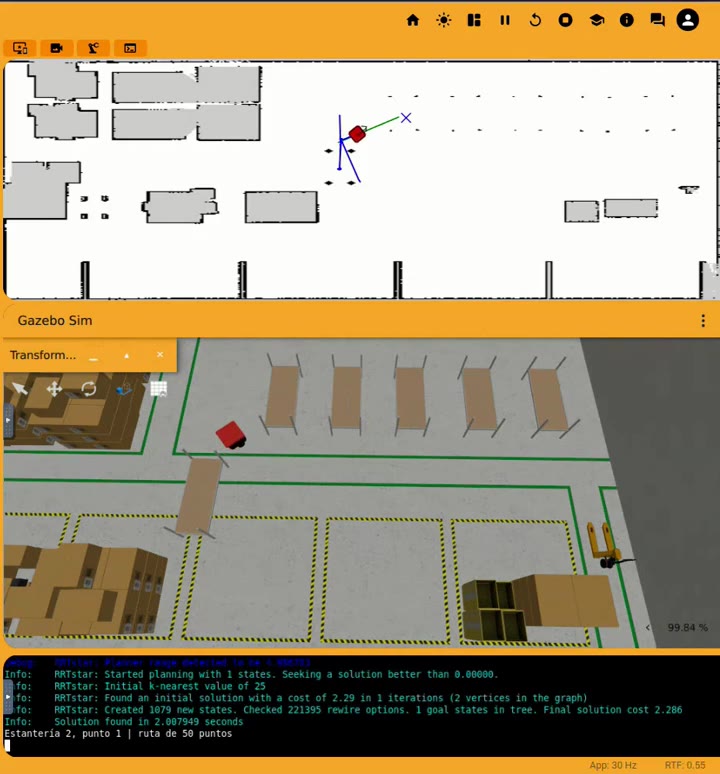 Gazebo Sim
Transform...
99.84 %
Debug: RRTstar: Planner range detected to be
Info: RRTstar: Started planning with 1 states. Seeking a solution better than 0.00000.
Info: RRTstar: Initial k-nearest value of 25
Info: RRTstar: Found an initial solution with a cost of 2.29 in 1 iterations (2 vertices in the graph)
Info: RRTstar: Created 1079 new states. Checked 221395 rewire options. 1 goal states in tree. Final solution cost 2.286
Info: Solution found in 2.007949 seconds
Estantería 2, punto 1 | ruta de 50 puntos
App: 30 Hz RTF: 0.55